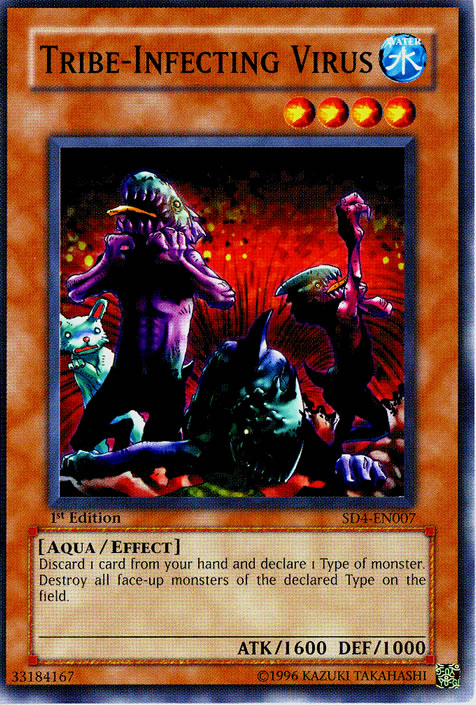 TRIBE-INFECTING VIRUS
WATER
水
1st Edition
SD4-EN007
[AQUA/EFFECT]
Discard 1 card from your hand and declare 1 Type of monster.
Destroy all face-up monsters of the declared Type on the
field.
ATK/1600 DEF/1000
33184167
©1996 KAZUKI TAKAHASHI